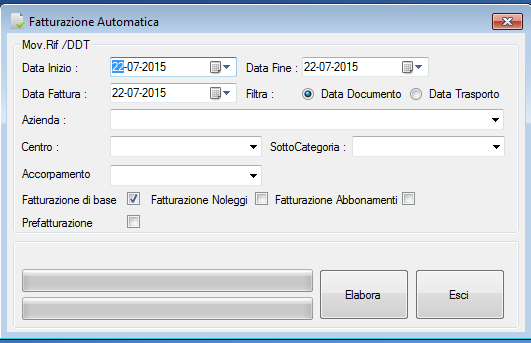 Fatturazione Automatica
Mov.Rif /DDT
Data Inizio : 22-07-2015 Data Fine : 22-07-2015
Data Fattura : 22-07-2015 Filtra : Data Documento Data Trasporto
Azienda :
Centro : SottoCategoria :
Accorpamento
Fatturazione di base Fatturazione Noleggi Fatturazione Abbonamenti
Prefatturazione
Elabora Esci